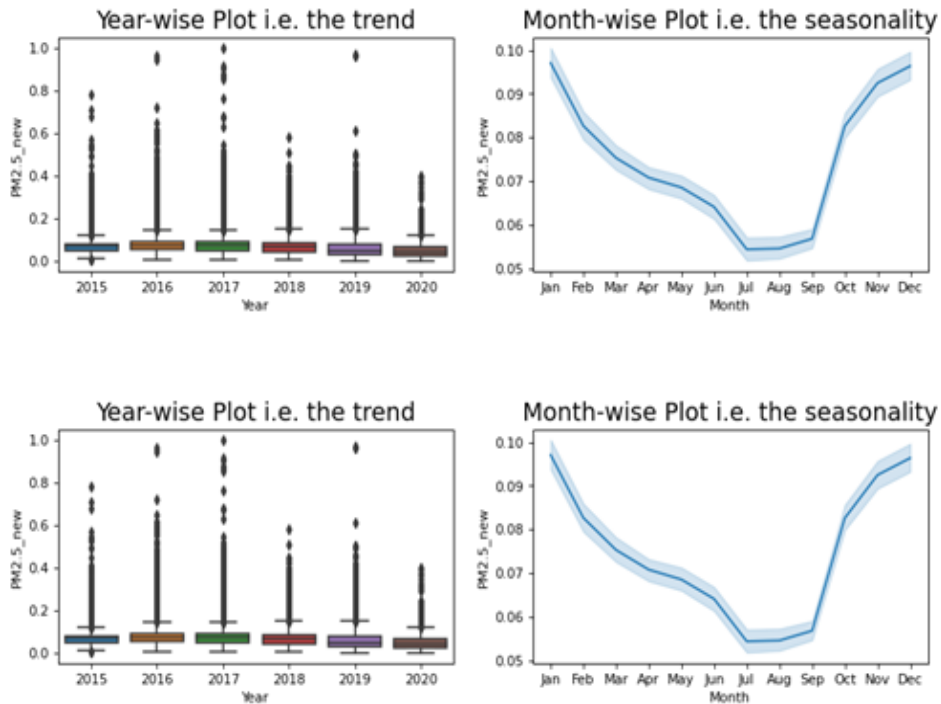 Year-wise Plot i.e. the trend
PM2.5_new
1.0
0.8
0.6
0.4
0.2
0.0
2015 2016 2017 2018 2019 2020
Year
Month-wise Plot i.e. the seasonality
PM2.5_new
0.10
0.09
0.08
0.07
0.06
0.05
Jan Feb Mar Apr May Jun Jul Aug Sep Oct Nov Dec
Month
Year-wise Plot i.e. the trend
PM2.5_new
1.0
0.8
0.6
0.4
0.2
0.0
2015 2016 2017 2018 2019 2020
Year
Month-wise Plot i.e. the seasonality
PM2.5_new
0.10
0.09
0.08
0.07
0.06
0.05
Jan Feb Mar Apr May Jun Jul Aug Sep Oct Nov Dec
Month